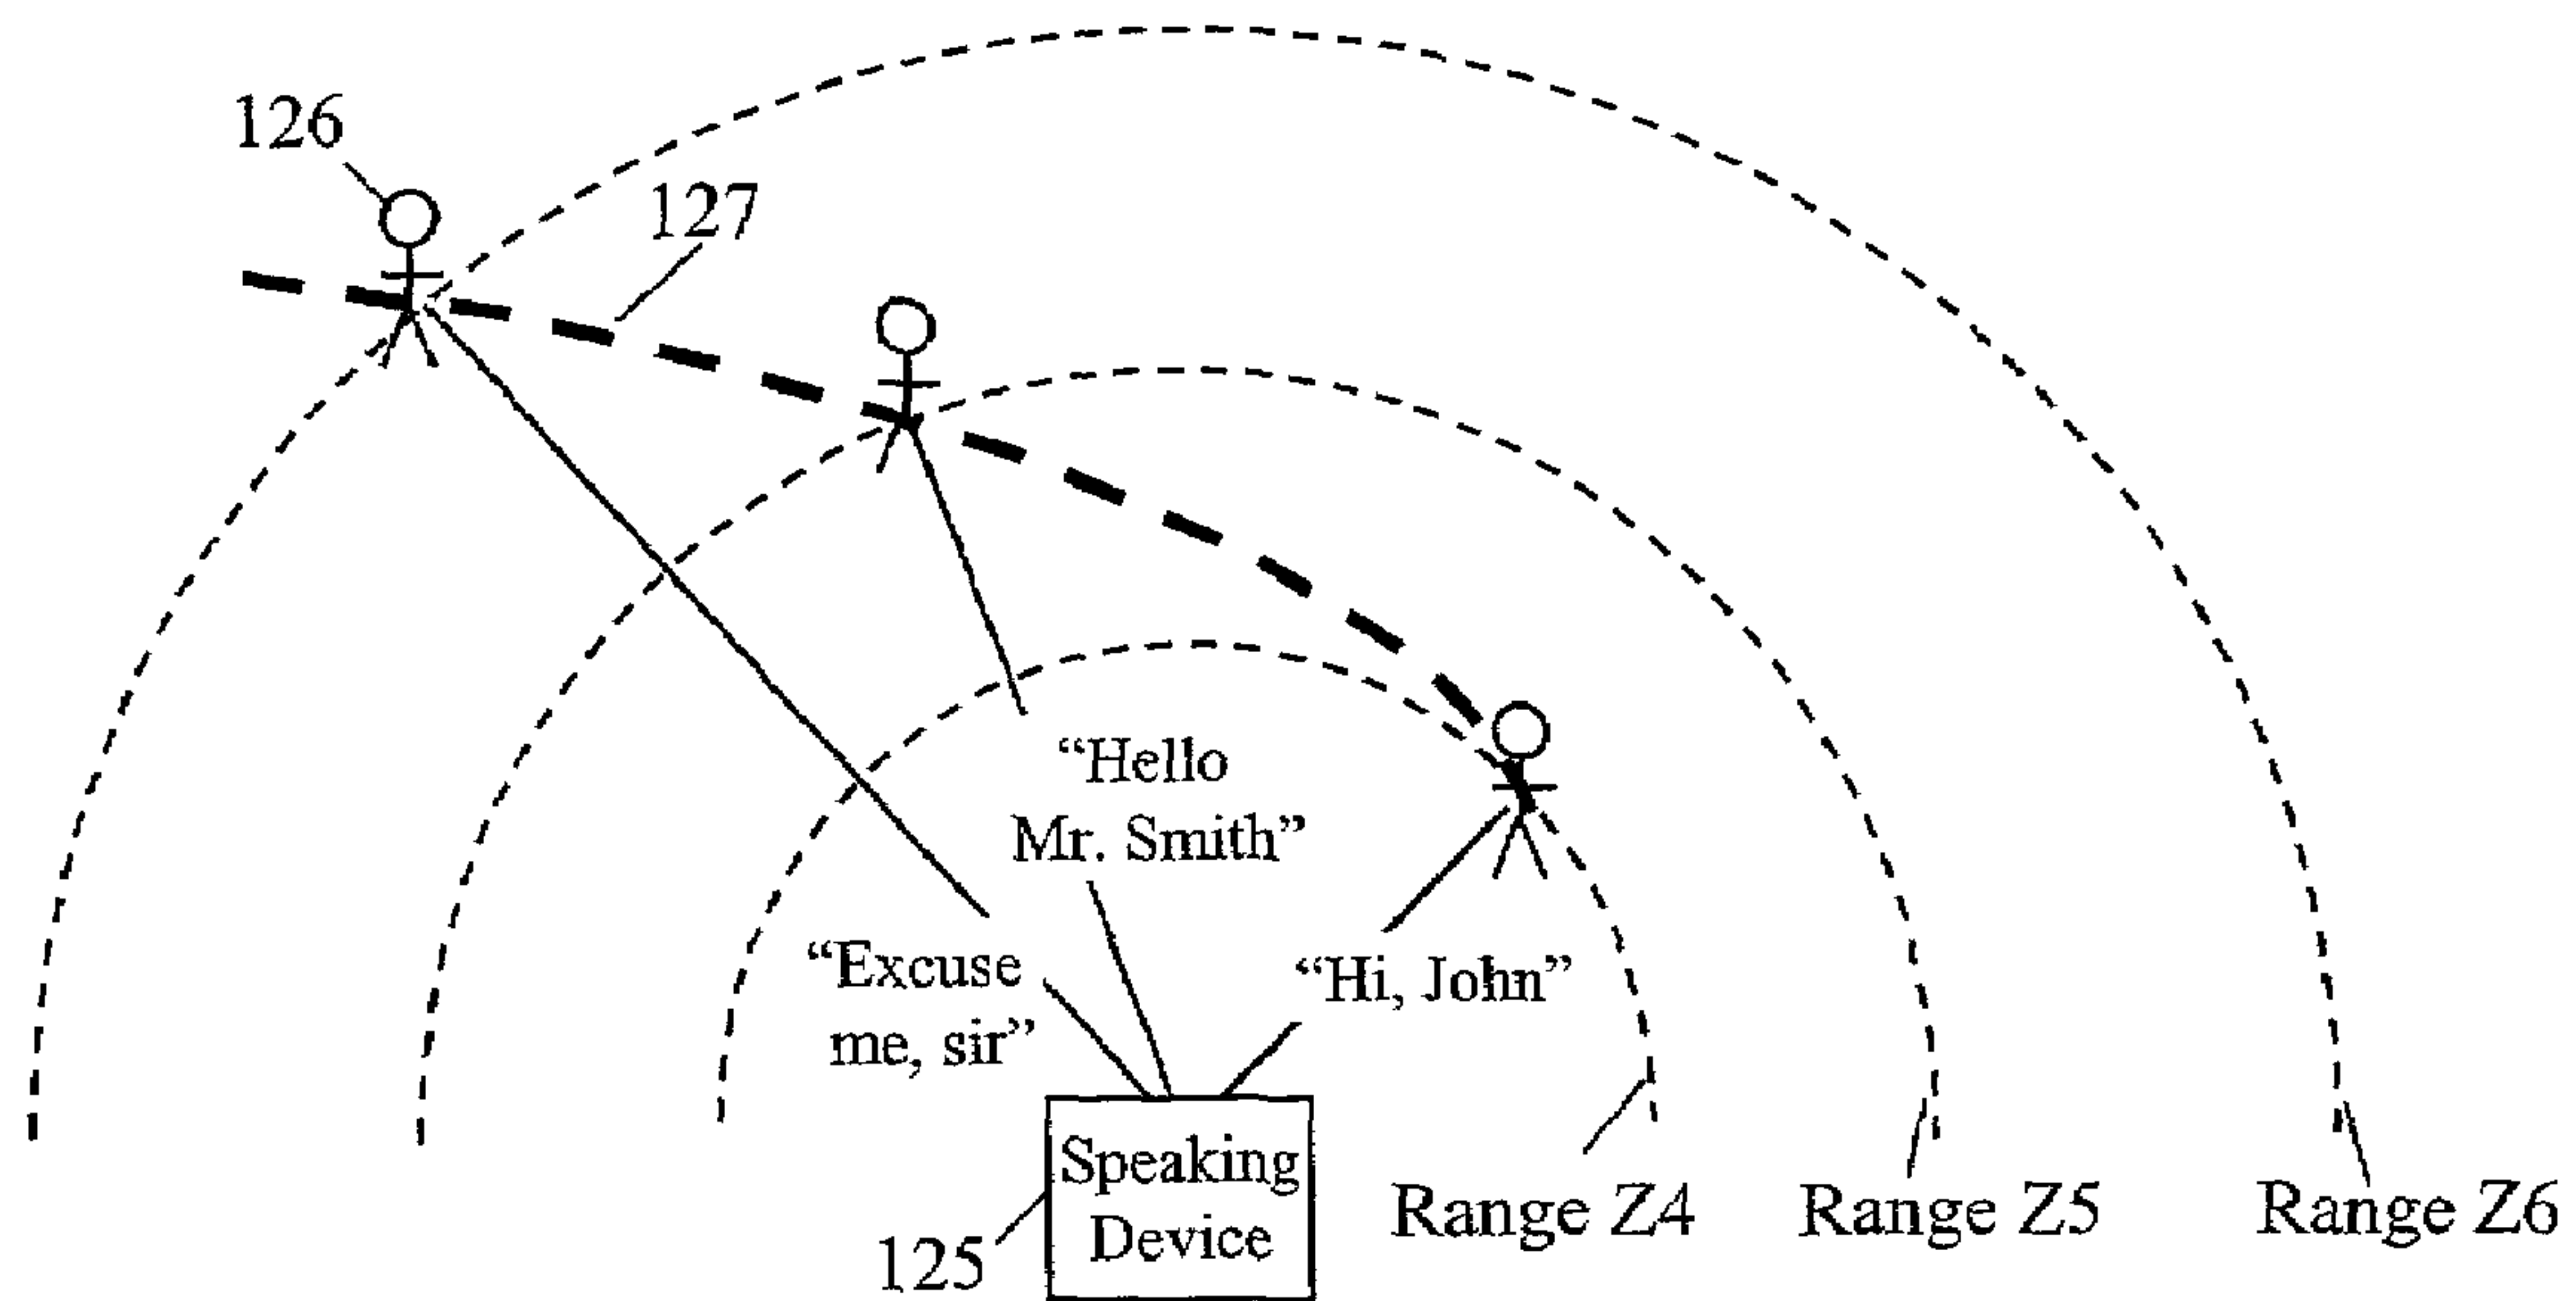 126
127
“Hello
Mr. Smith”
“Excuse
me, sir”
“Hi, John”
Speaking
Device
125
Range Z4
Range Z5
Range Z6